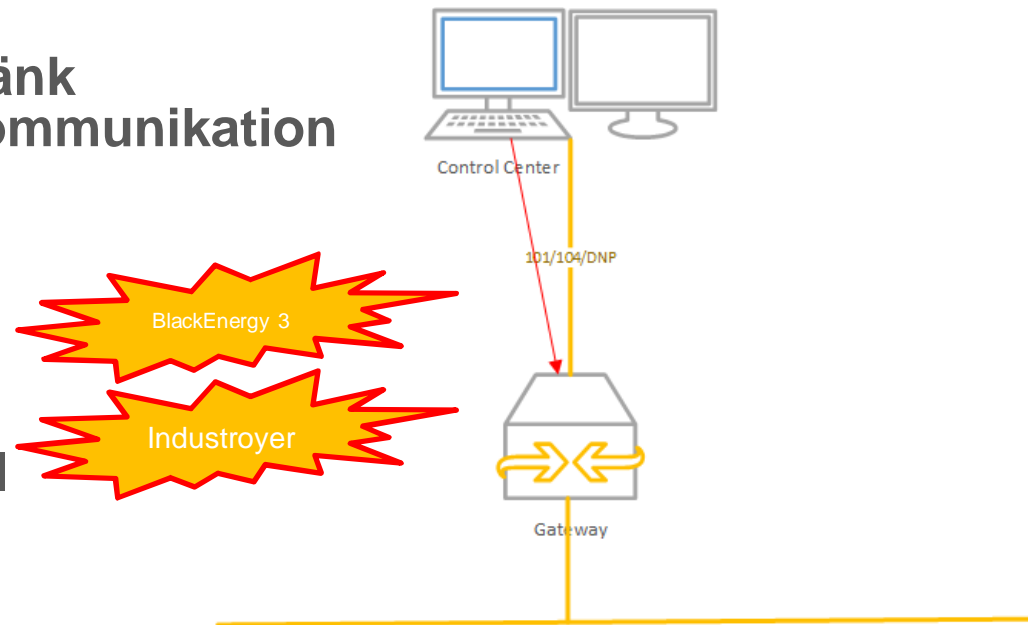 änk
ommunikation
Control Center
101/104/DNP
BlackEnergy 3
Industroyer
Gateway